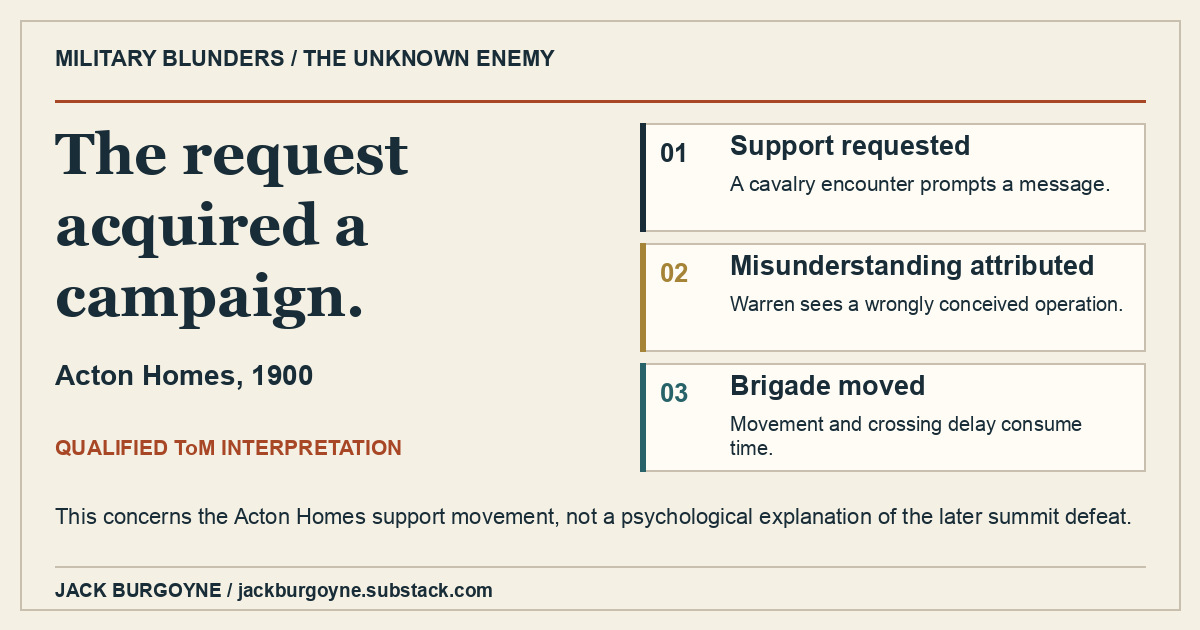 MILITARY BLUNDERS / THE UNKNOWN ENEMY
The request
acquired a
campaign.
Acton Homes, 1900
QUALIFIED ToM INTERPRETATION
01
Support requested
A cavalry encounter prompts a message.
02
Misunderstanding attributed
Warren sees a wrongly conceived operation.
03
Brigade moved
Movement and crossing delay consume
time.
This concerns the Acton Homes support movement, not a psychological explanation of the later summit defeat.
JACK BURGOYNE / jackburgoyne.substack.com